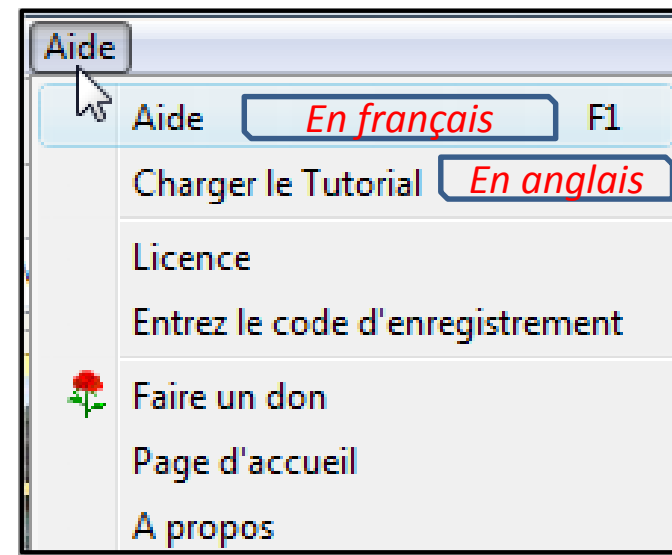 Aide
Aide En français F1
Charger le Tutorial En anglais
Licence
Entrez le code d'enregistrement
Faire un don
Page d'accueil
A propos